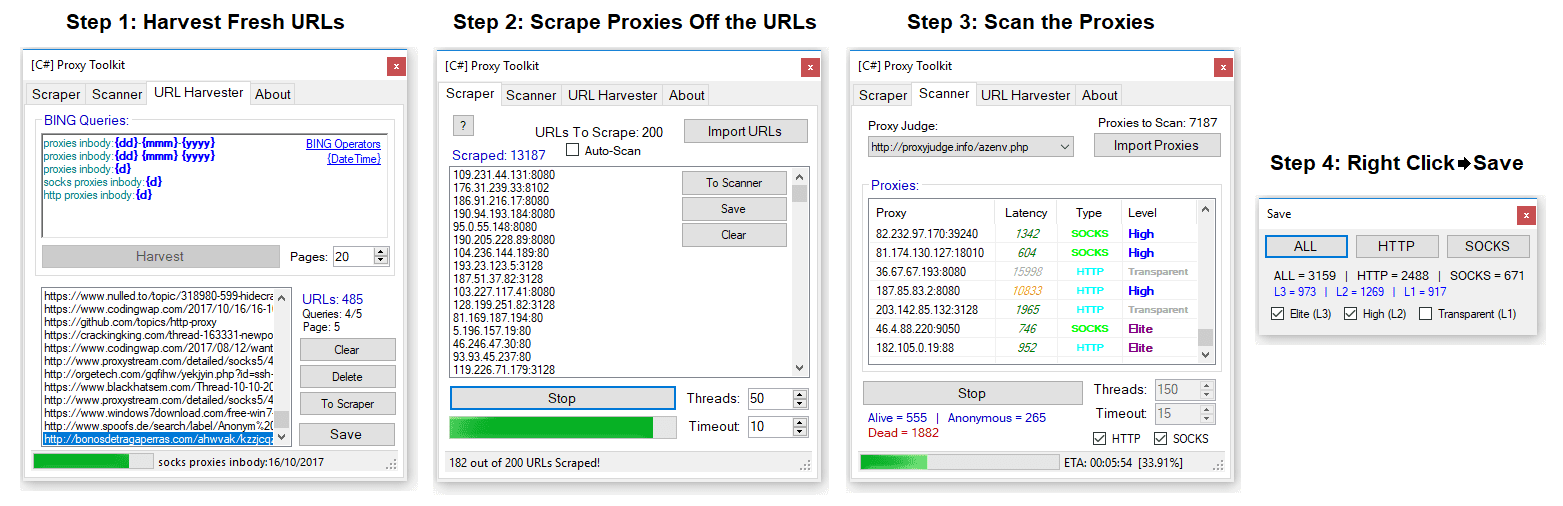 Step 1: Harvest Fresh URLs
[C#] Proxy Toolkit
x
Scraper
Scanner
URL Harvester
About
BING Queries:
proxies inbody:{dd}-{mmm}-{yyyy}
proxies inbody:{dd} {mmm} {yyyy}
proxies inbody:{d}
socks proxies inbody:{d}
http proxies inbody:{d}
BING Operators
{DateTime}
Harvest
Pages: 20
https://www.nulled.to/topic/318980-599-hidecra
https://www.codingwap.com/2017/10/16/16-10
https://github.com/topics/http-proxy
https://crackingking.com/thread-163331-newpo
https://www.codingwap.com/2017/08/12/want
http://www.proxystream.com/detailed/socks5/4
http://orgetech.com/gqfihw/yekjyin.php?id=ssh-
https://www.blackhatsem.com/Thread-10-10-20
http://www.proxystream.com/detailed/socks5/4
https://www.windows7download.com/free-win7-
http://www.spoofs.de/search/label/Anonym%20
http://bonosdetragaperras.com/ahwvak/kzzjcqz
URLs: 485
Queries: 4/5
Page: 5
Clear
Delete
To Scraper
Save
socks proxies inbody:16/10/2017
Step 2: Scrape Proxies Off the URLs
[C#] Proxy Toolkit
x
Scraper
Scanner
URL Harvester
About
?
URLs To Scrape: 200
Import URLs
Scraped: 13187
Auto-Scan
109.231.44.131:8080
176.31.239.33:8102
186.91.216.17:8080
190.94.193.184:8080
95.0.55.148:8080
190.205.228.89:8080
104.236.144.189:80
193.23.123.5:3128
187.51.37.82:3128
103.227.117.41:8080
128.199.251.82:3128
81.169.187.194:80
5.196.157.19:80
46.246.47.30:80
93.93.45.237:80
119.226.71.179:3128
To Scanner
Save
Clear
Stop
Threads: 50
Timeout: 10
182 out of 200 URLs Scraped!
Step 3: Scan the Proxies
[C#] Proxy Toolkit
x
Scraper
Scanner
URL Harvester
About
Proxy Judge:
Proxies to Scan: 7187
http://proxyjudge.info/azenv.php
Import Proxies
Proxies:
Proxy Latency Type Level
82.232.97.170:39240 1342 SOCKS High
81.174.130.127:18010 604 SOCKS High
36.67.67.193:8080 15998 HTTP Transparent
187.85.83.2:8080 10833 HTTP High
203.142.85.132:3128 1965 HTTP Transparent
46.4.88.220:9050 746 SOCKS Elite
182.105.0.19:88 952 HTTP Elite
Stop
Threads: 150
Alive = 555 | Anonymous = 265
Timeout: 15
Dead = 1882
HTTP SOCKS
ETA: 00:05:54 [33.91%]
Step 4: Right Click➡Save
Save
x
ALL
HTTP
SOCKS
ALL = 3159 | HTTP = 2488 | SOCKS = 671
L3 = 973 | L2 = 1269 | L1 = 917
Elite (L3) High (L2) Transparent (L1)